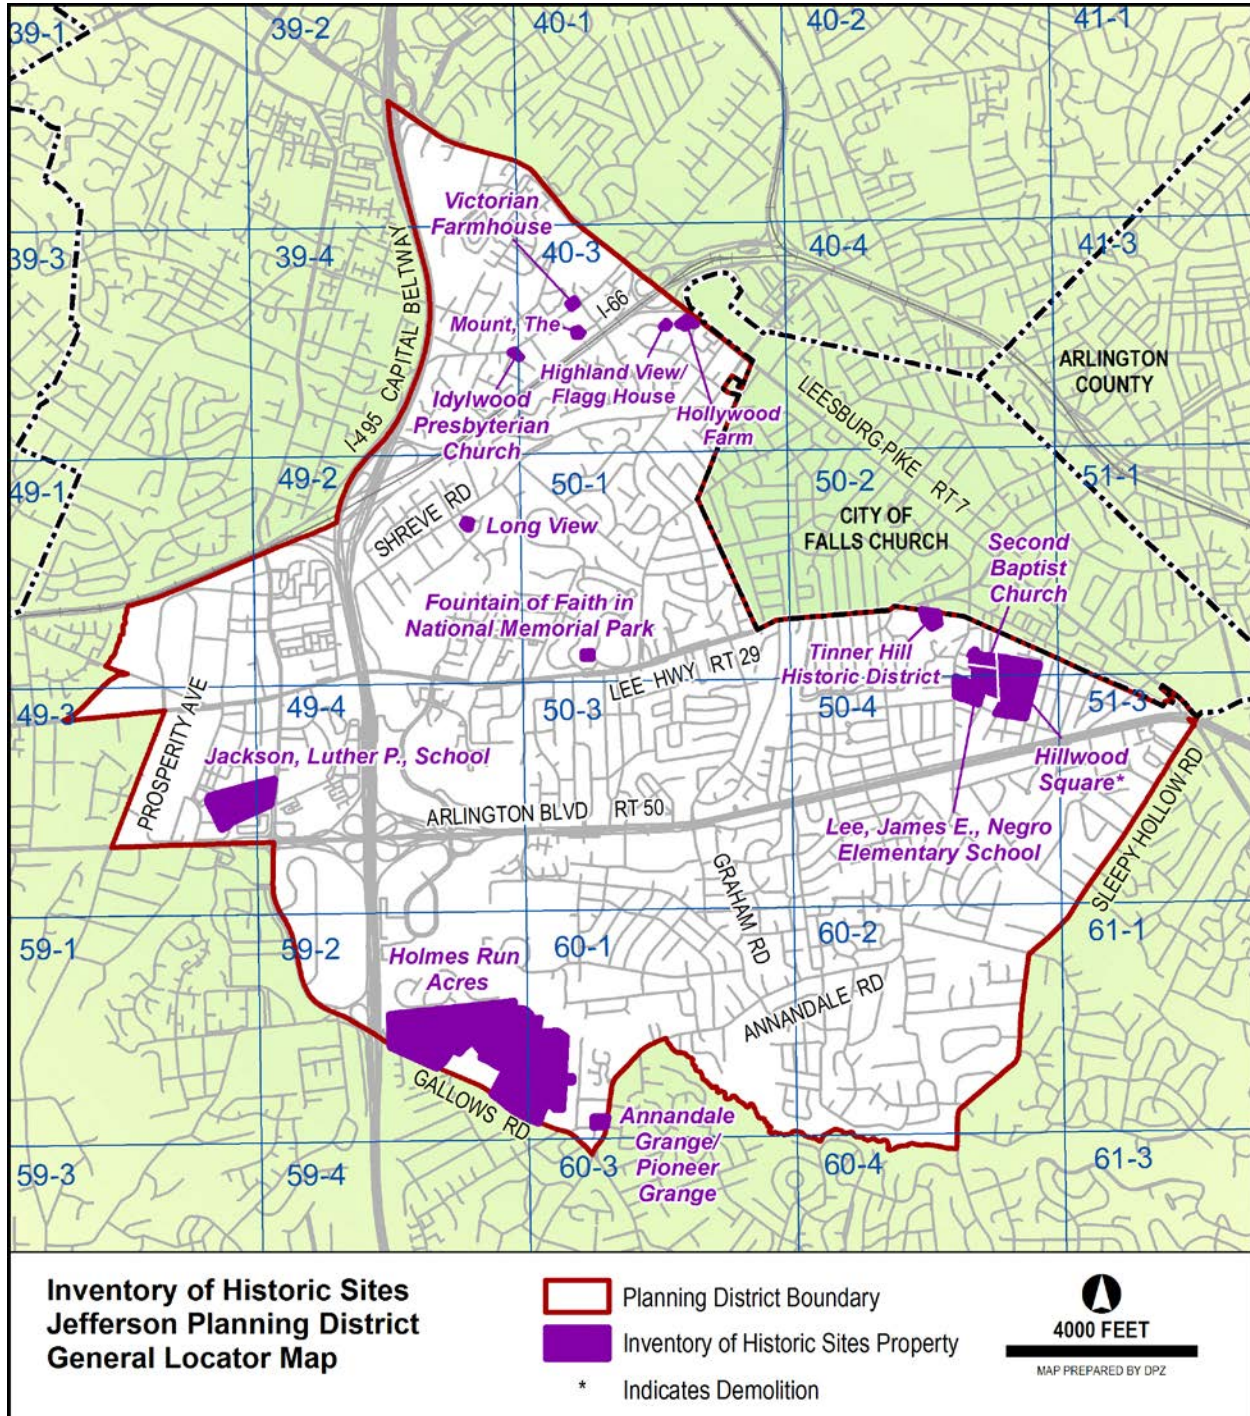 39-1
39-2
40-1
40-2
41-1
Victorian
Farmhouse
39-3
39-4
40-3
40-4
41-3
I-495 CAPITAL BELTWAY
I-66
Mount, The
Highland View/
Flagg House
Idylwood
Presbyterian
Church
Hollywood
Farm
ARLINGTON
COUNTY
LEESBURG PIKE RT 7
49-1
49-2
50-1
50-2
51-1
SHREVE RD
Long View
CITY OF
FALLS CHURCH
Second
Baptist
Church
Fountain of Faith in
National Memorial Park
Tinner Hill
Historic District
LEE HWY RT 29
49-3
49-4
50-3
50-4
51-3
PROSPERITY AVE
Jackson, Luther P., School
Hillwood
Square*
ARLINGTON BLVD RT 50
Lee, James E., Negro
Elementary School
SLEEPY HOLLOW RD
GRAHAM RD
59-1
59-2
60-1
60-2
61-1
Holmes Run
Acres
ANNANDALE RD
GALLOWS RD
Annandale
Grange/
Pioneer
Grange
59-3
59-4
60-3
60-4
61-3
Inventory of Historic Sites
Jefferson Planning District
General Locator Map
Planning District Boundary
Inventory of Historic Sites Property
* Indicates Demolition
4000 FEET
MAP PREPARED BY DPZ